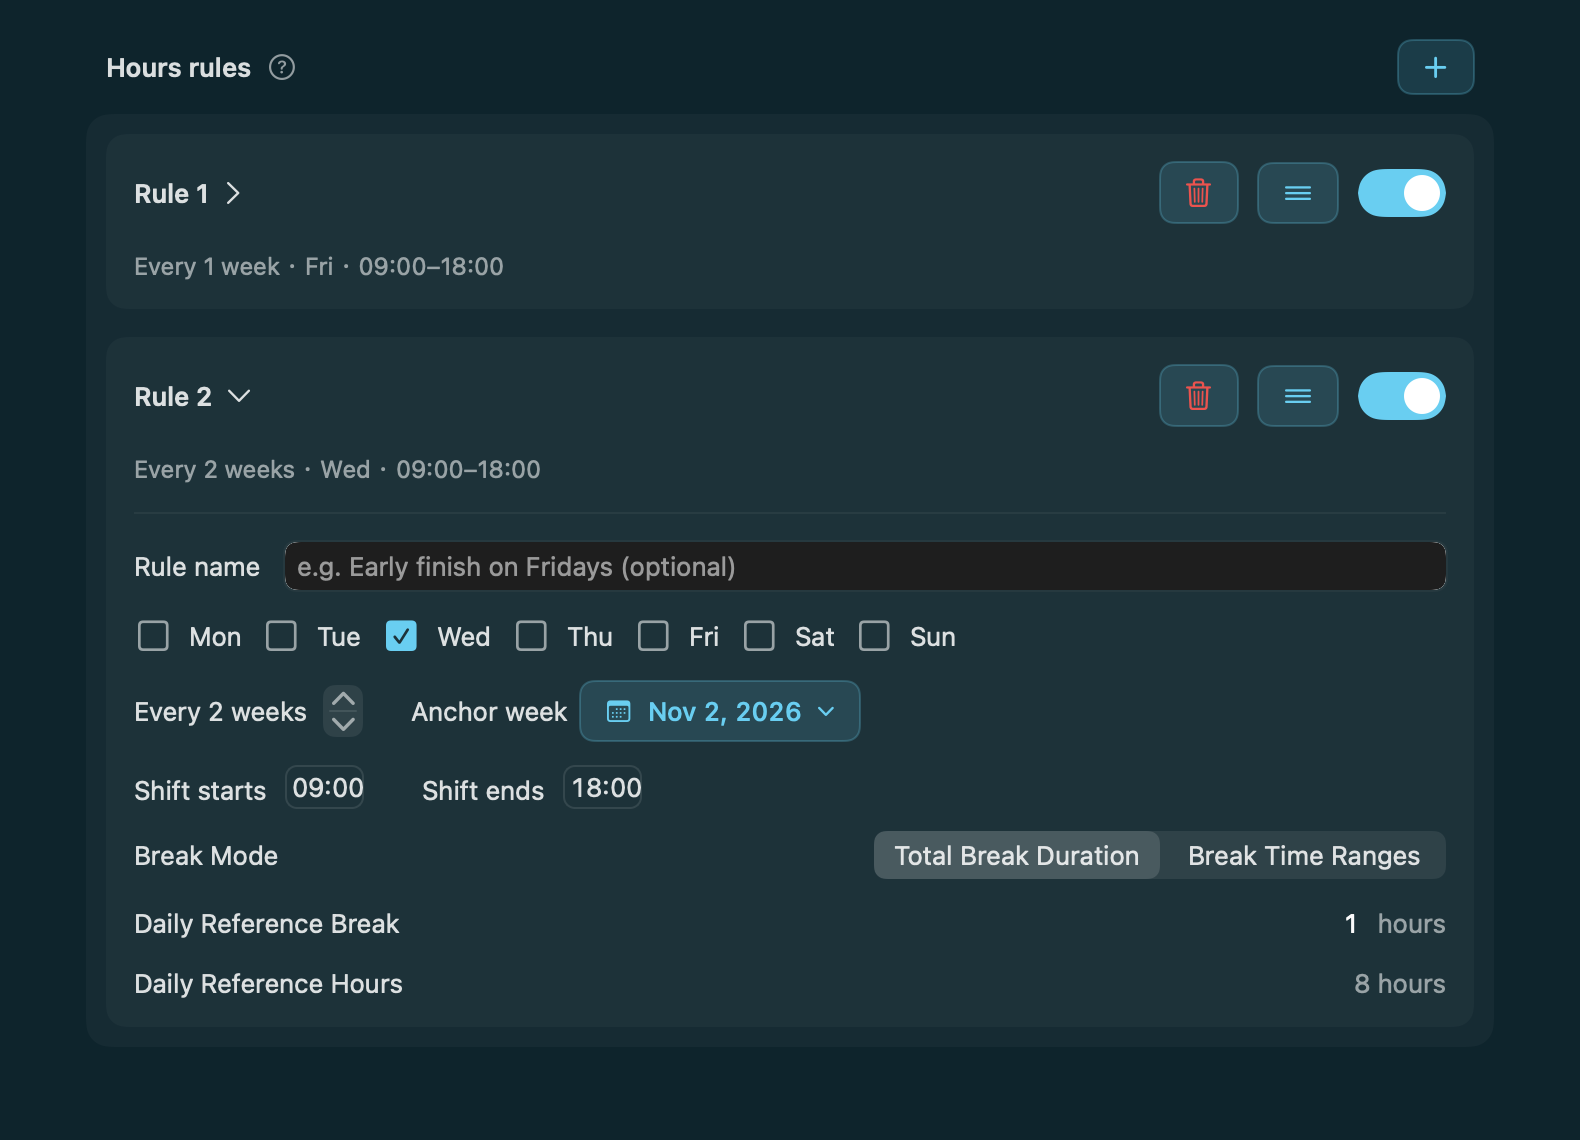 Hours rules ?
Rule 1
Every 1 week · Fri · 09:00–18:00
Rule 2
Every 2 weeks · Wed · 09:00–18:00
Rule name e.g. Early finish on Fridays (optional)
Mon Tue Wed Thu Fri Sat Sun
Every 2 weeks Anchor week Nov 2, 2026
Shift starts 09:00 Shift ends 18:00
Break Mode Total Break Duration Break Time Ranges
Daily Reference Break 1 hours
Daily Reference Hours 8 hours